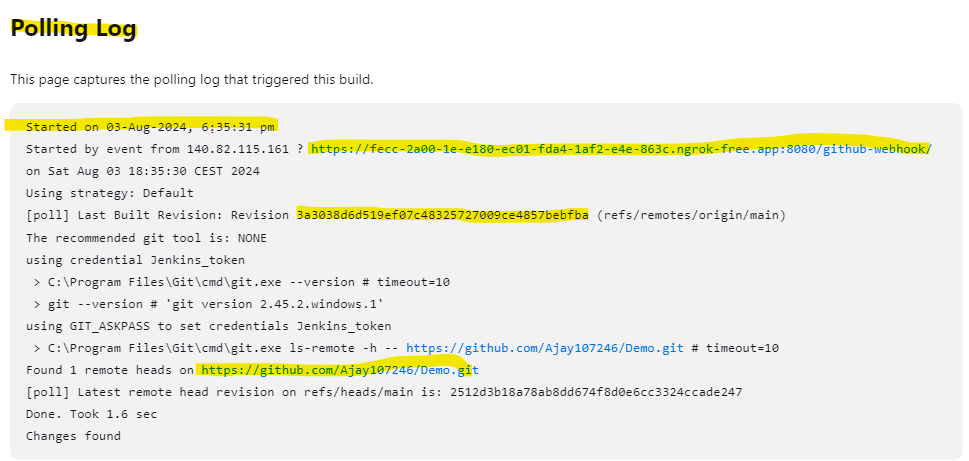 Polling Log
This page captures the polling log that triggered this build.
Started on 03-Aug-2024, 6:35:31 pm
Started by event from 140.82.115.161 ? https://fecc-2a00-1e-e180-ec01-fda4-1af2-e4e-863c.ngrok-free.app:8080/github-webhook/
on Sat Aug 03 18:35:30 CEST 2024
Using strategy: Default
[poll] Last Built Revision: Revision 3a3038d6d519ef07c48325727009ce4857bebfba (refs/remotes/origin/main)
The recommended git tool is: NONE
using credential Jenkins_token
> C:\Program Files\Git\cmd\git.exe --version # timeout=10
> git --version # 'git version 2.45.2.windows.1'
using GIT_ASKPASS to set credentials Jenkins_token
> C:\Program Files\Git\cmd\git.exe ls-remote -h -- https://github.com/Ajay107246/Demo.git # timeout=10
Found 1 remote heads on https://github.com/Ajay107246/Demo.git
[poll] Latest remote head revision on refs/heads/main is: 2512d3b18a78ab8dd674f8d0e6cc3324ccade247
Done. Took 1.6 sec
Changes found